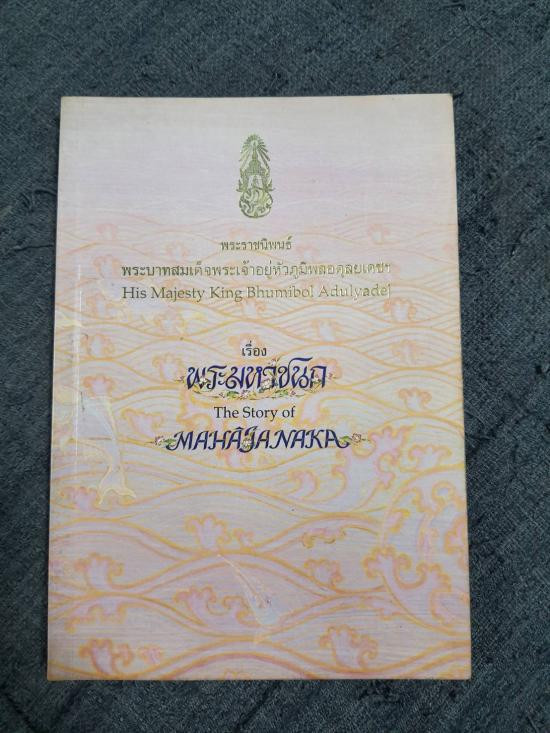 พระราชนิพนธ์
พระบาทสมเด็จพระเจ้าอยู่หัวภูมิพลอดุลยเดชฯ
His Majesty King Bhumibol Adulyadej
เรื่อง
พระมหาชนก
The Story of
MAHĀJANAKA